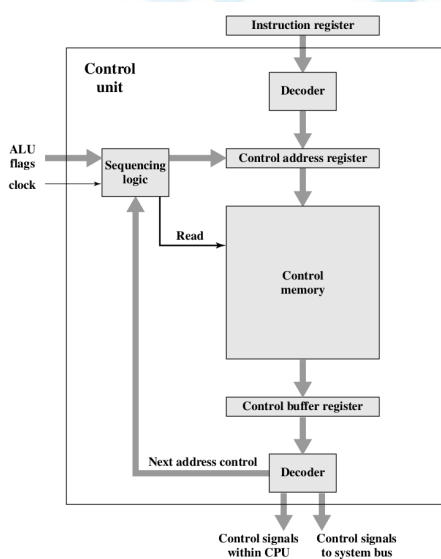 Instruction register
Control
unit
Decoder
ALU
flags
clock
Sequencing
logic
Control address register
Read
Control
memory
Control buffer register
Next address control
Decoder
Control signals
within CPU
Control signals
to system bus